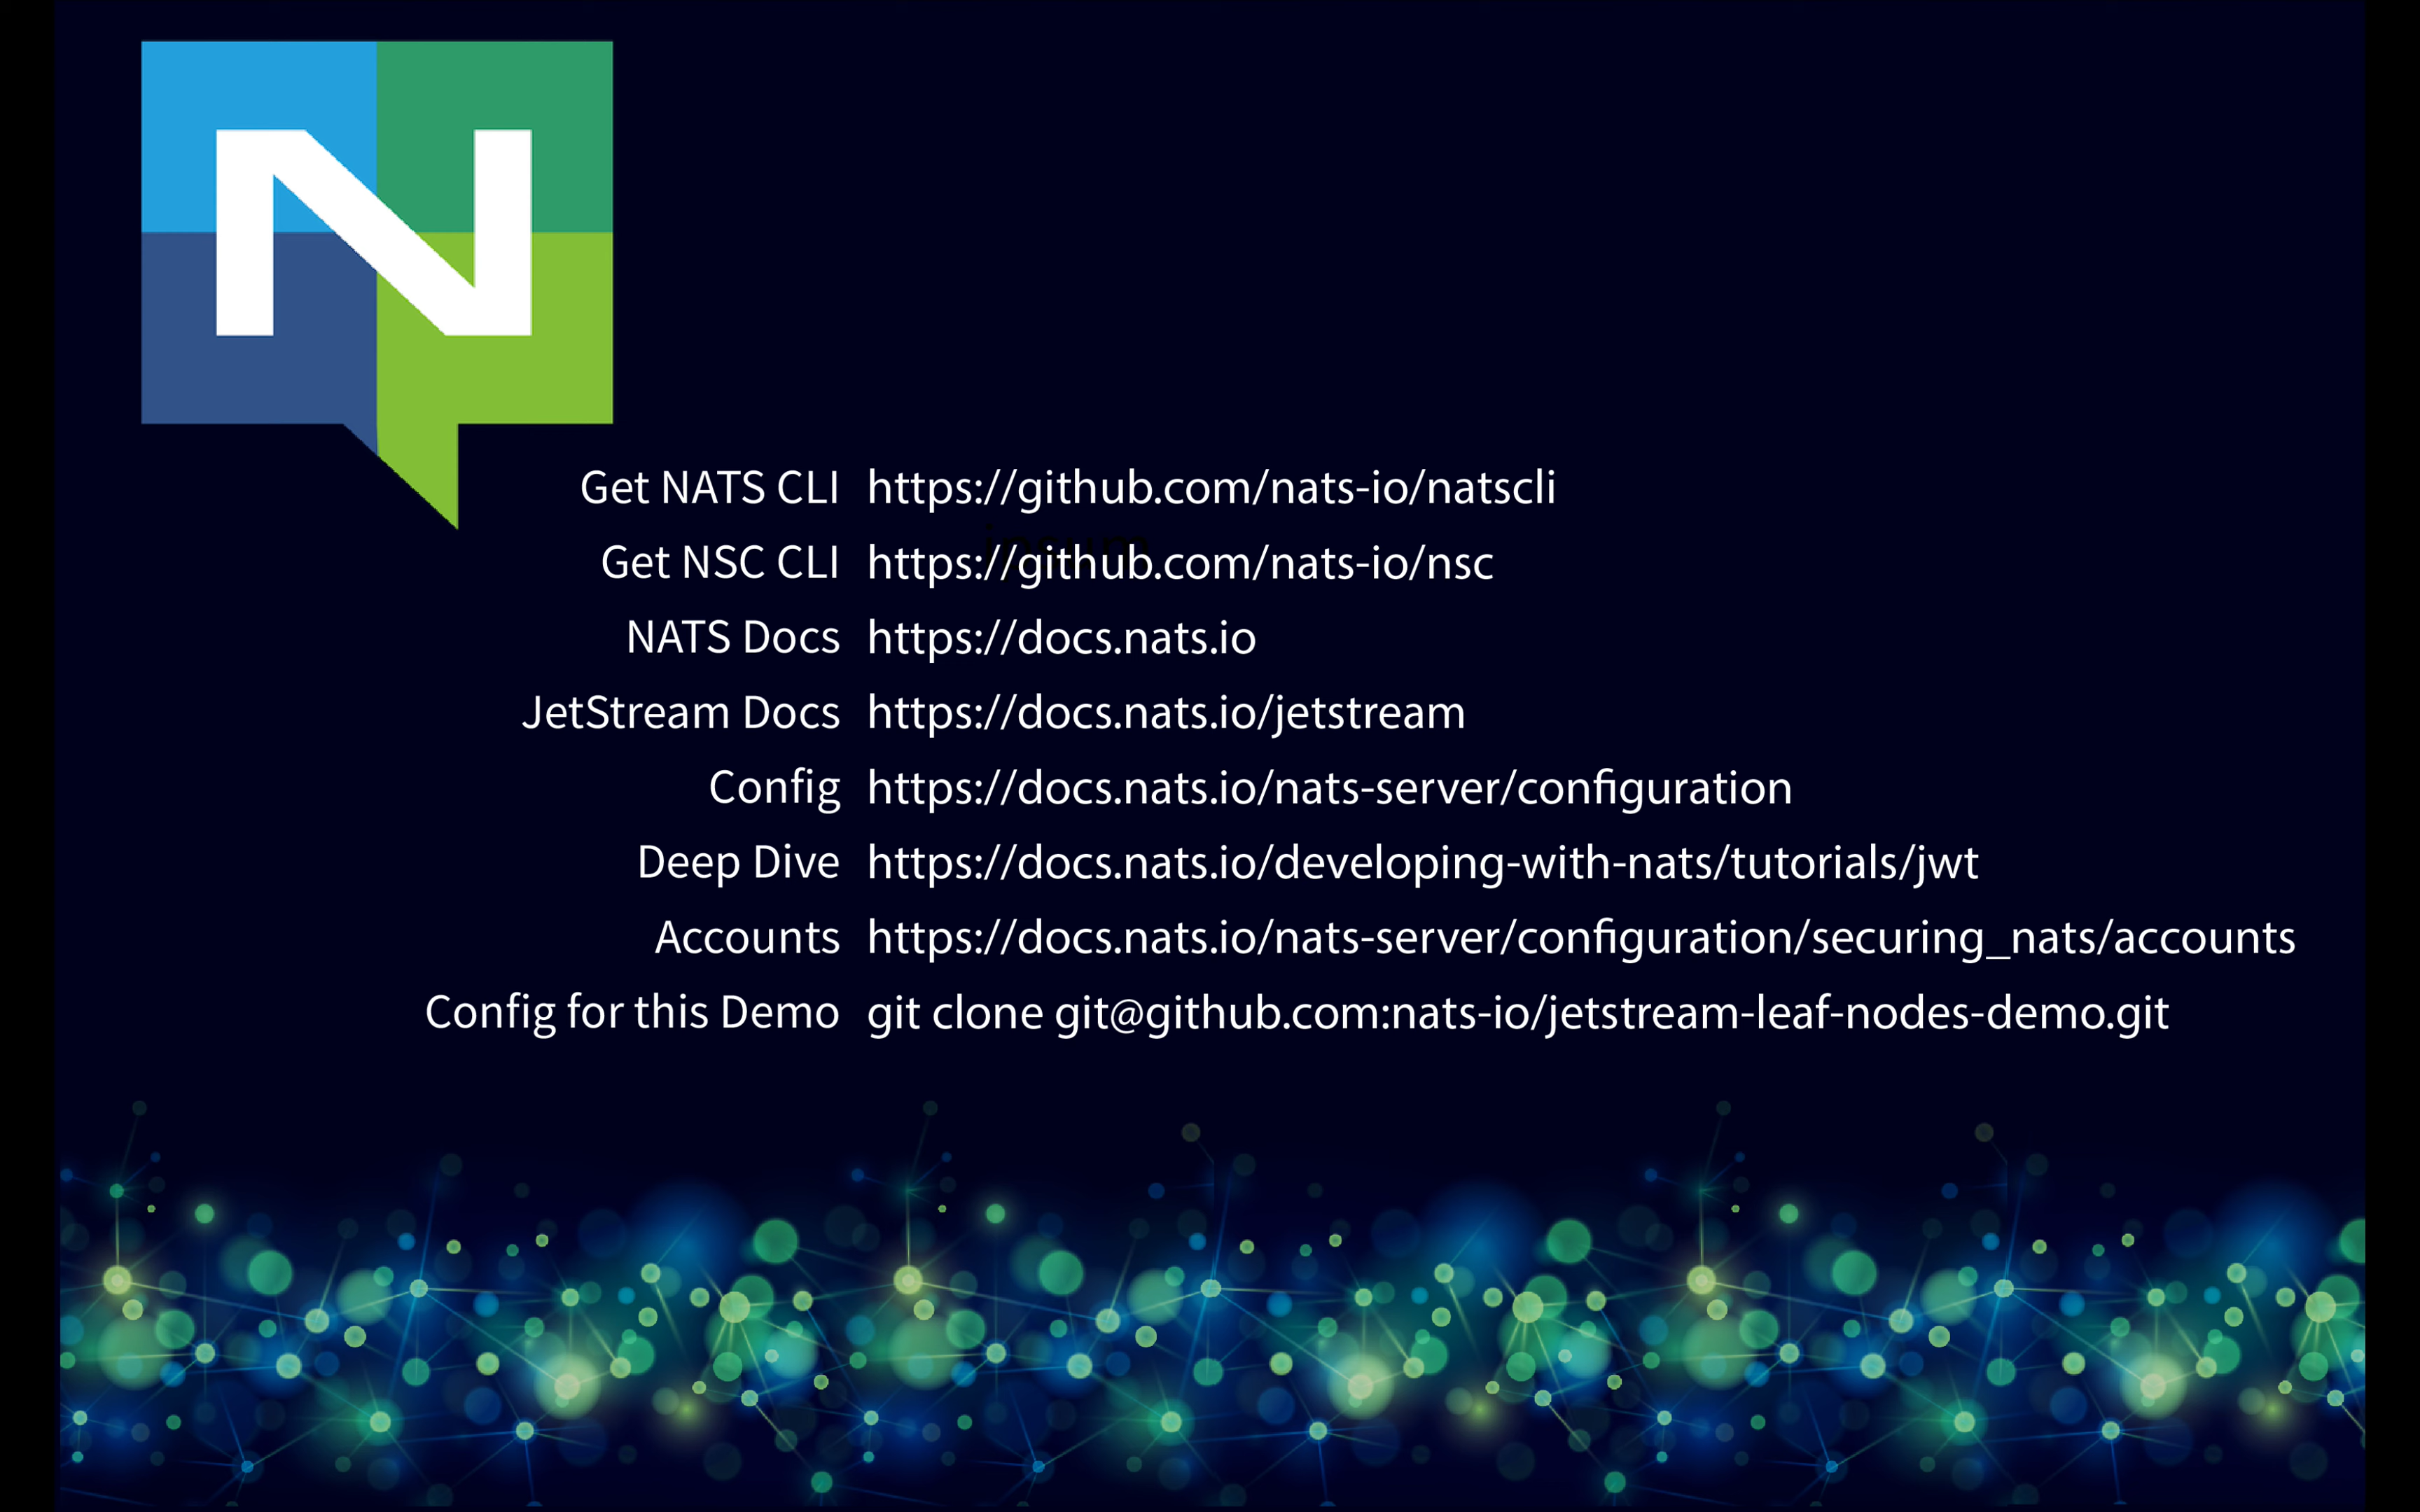 N
Get NATS CLI https://github.com/nats-io/natscli
Get NSC CLI https://github.com/nats-io/nsc
NATS Docs https://docs.nats.io
JetStream Docs https://docs.nats.io/jetstream
Config https://docs.nats.io/nats-server/configuration
Deep Dive https://docs.nats.io/developing-with-nats/tutorials/jwt
Accounts https://docs.nats.io/nats-server/configuration/securing_nats/accounts
Config for this Demo git clone git@github.com:nats-io/jetstream-leaf-nodes-demo.git